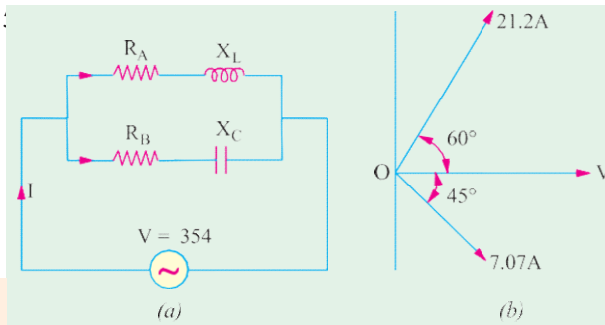 R_A X_L
R_B X_C
I
V = 354
(a)
21.2A
60°
O V
45°
7.07A
(b)